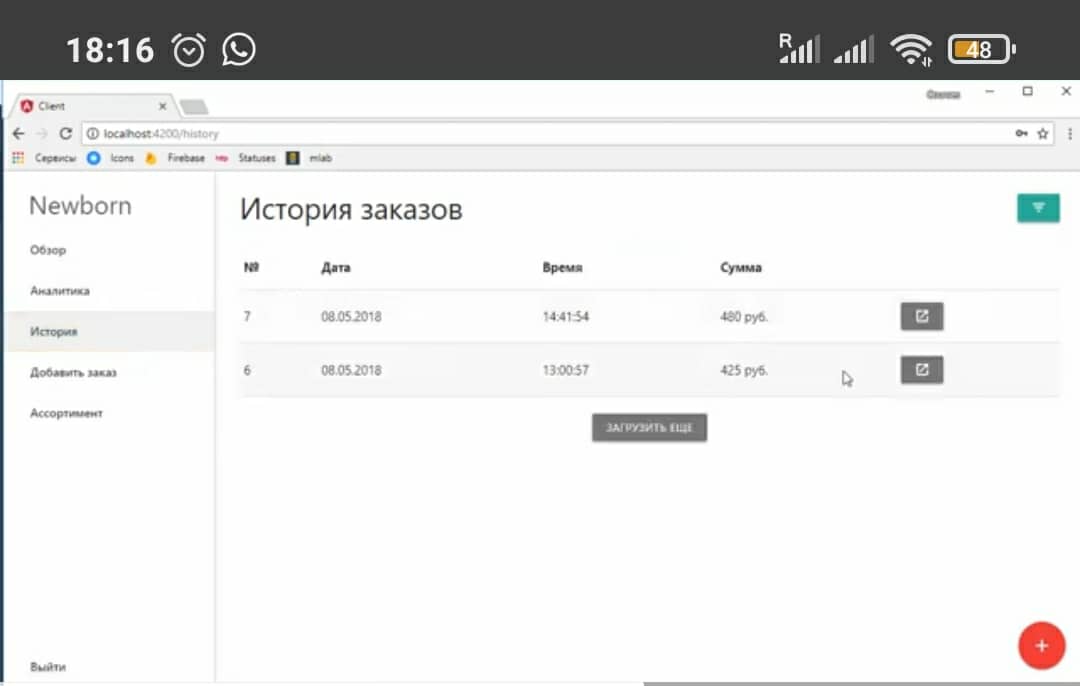 18:16
R
48
Client
localhost:4200/history
Сервисы Icons Firebase Statuses mlab
Newborn
Обзор
Аналитика
История
Добавить заказ
Ассортимент
Выйти
История заказов
№ Дата Время Сумма
7 08.05.2018 14:41:54 480 руб.
6 08.05.2018 13:00:57 425 руб.
ЗАГРУЗИТЬ ЕЩЕ
+